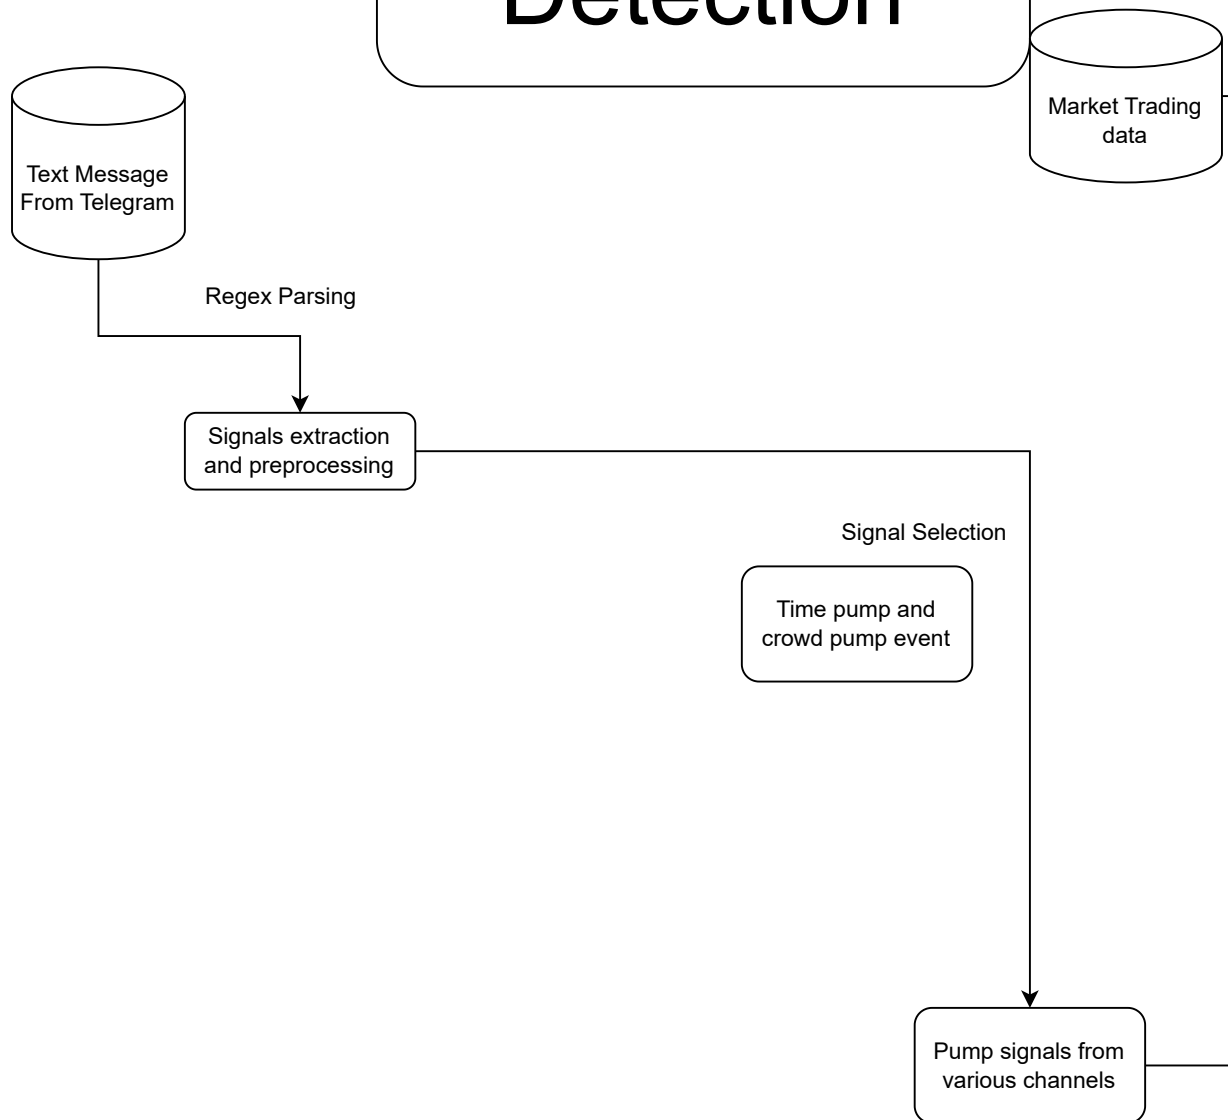 Detection
Market Trading
data
Text Message
From Telegram
Regex Parsing
Signals extraction
and preprocessing
Signal Selection
Time pump and
crowd pump event
Pump signals from
various channels